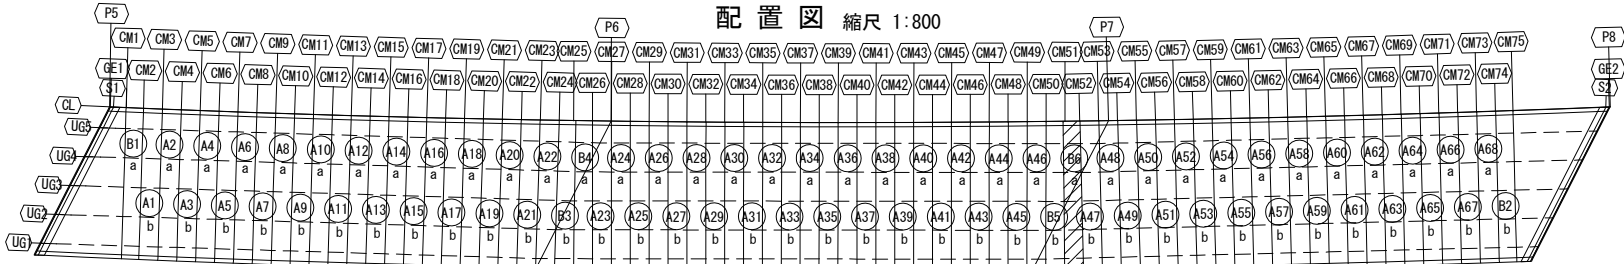 配 置 図 縮尺 1:800
P5 P6 P7 P8
CM1 CM3 CM5 CM7 CM9 CM11 CM13 CM15 CM17 CM19 CM21 CM23 CM25 CM27 CM29 CM31 CM33 CM35 CM37 CM39 CM41 CM43 CM45 CM47 CM49 CM51 CM53 CM55 CM57 CM59 CM61 CM63 CM65 CM67 CM69 CM71 CM73 CM75
GE1 CM2 CM4 CM6 CM8 CM10 CM12 CM14 CM16 CM18 CM20 CM22 CM24 CM26 CM28 CM30 CM32 CM34 CM36 CM38 CM40 CM42 CM44 CM46 CM48 CM50 CM52 CM54 CM56 CM58 CM60 CM62 CM64 CM66 CM68 CM70 CM72 CM74 GE2
S1 S2
CL
UG5
UG4 B1 A2 A4 A6 A8 A10 A12 A14 A16 A18 A20 A22 B4 A24 A26 A28 A30 A32 A34 A36 A38 A40 A42 A44 A46 B6 A48 A50 A52 A54 A56 A58 A60 A62 A64 A66 A68
a a a a a a a a a a a a a a a a a a a a a a a a a a a a a a a a a a a a a
UG3
UG2 A1 A3 A5 A7 A9 A11 A13 A15 A17 A19 A21 B3 A23 A25 A27 A29 A31 A33 A35 A37 A39 A41 A43 A45 B5 A47 A49 A51 A53 A55 A57 A59 A61 A63 A65 A67 B2
b b b b b b b b b b b b b b b b b b b b b b b b b b b b b b b b b b b b b